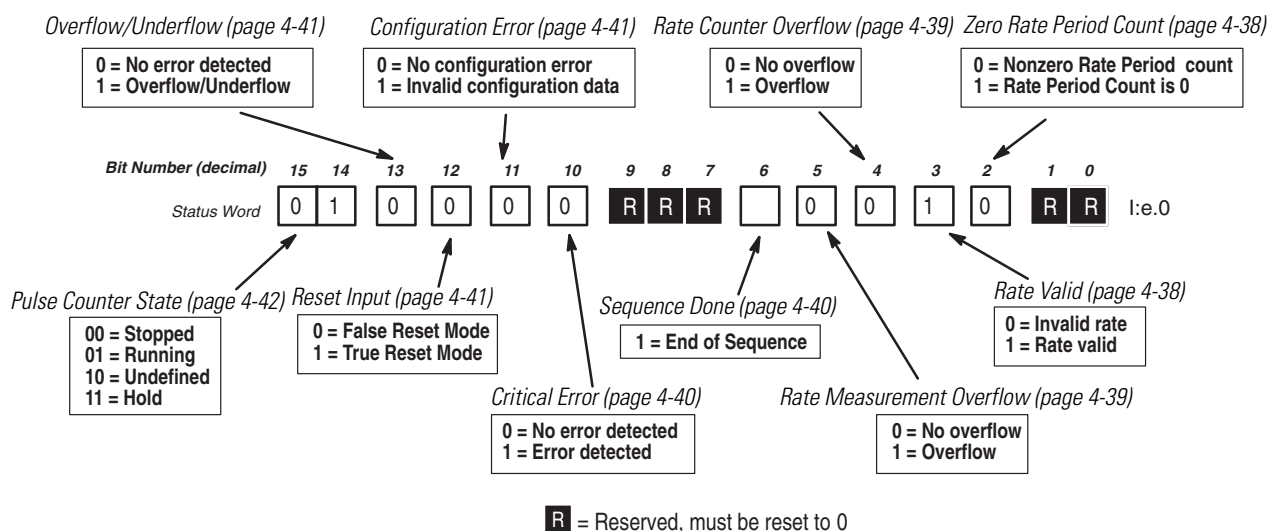 Overflow/Underflow (page 4-41)
0 = No error detected
1 = Overflow/Underflow
Configuration Error (page 4-41)
0 = No configuration error
1 = Invalid configuration data
Rate Counter Overflow (page 4-39)
0 = No overflow
1 = Overflow
Zero Rate Period Count (page 4-38)
0 = Nonzero Rate Period count
1 = Rate Period Count is 0
Bit Number (decimal) 15 14 13 12 11 10 9 8 7 6 5 4 3 2 1 0
Status Word 0 1 0 0 0 0 R R R 0 0 1 0 R R I:e.0
Pulse Counter State (page 4-42)
00 = Stopped
01 = Running
10 = Undefined
11 = Hold
Reset Input (page 4-41)
0 = False Reset Mode
1 = True Reset Mode
Critical Error (page 4-40)
0 = No error detected
1 = Error detected
Sequence Done (page 4-40)
1 = End of Sequence
Rate Measurement Overflow (page 4-39)
0 = No overflow
1 = Overflow
Rate Valid (page 4-38)
0 = Invalid rate
1 = Rate valid
R = Reserved, must be reset to 0